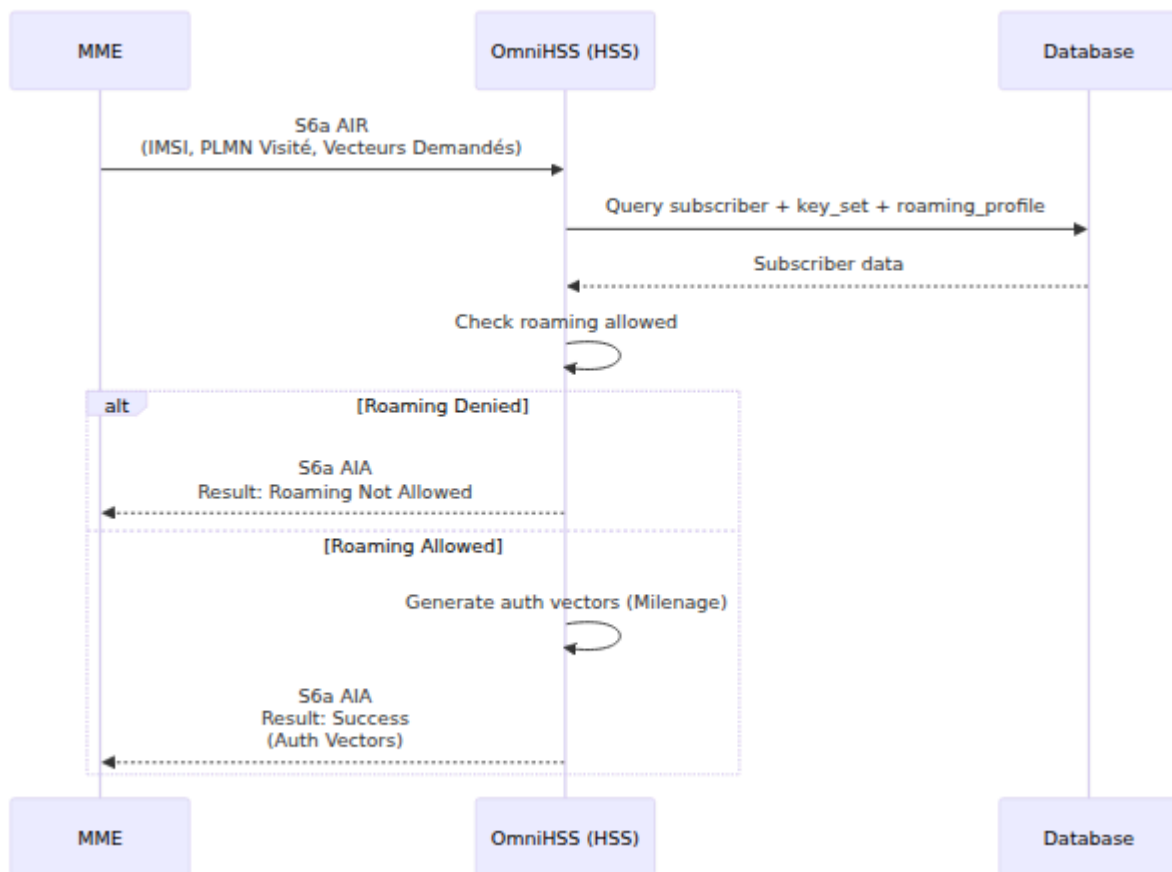 MME
OmniHSS (HSS)
Database
S6a AIR
(IMSI, PLMN Visité, Vecteurs Demandés)
Query subscriber + key_set + roaming_profile
Subscriber data
Check roaming allowed
alt
[Roaming Denied]
S6a AIA
Result: Roaming Not Allowed
[Roaming Allowed]
Generate auth vectors (Milenage)
S6a AIA
Result: Success
(Auth Vectors)
MME
OmniHSS (HSS)
Database